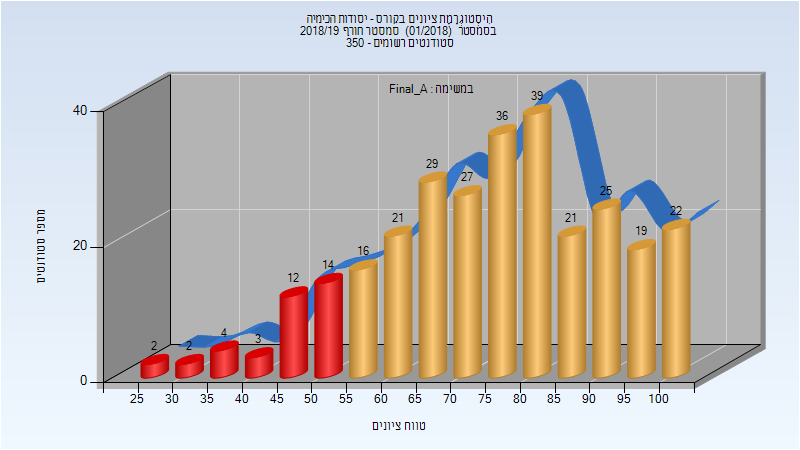 היסטוגרמת ציונים בקורס - יסודות הכימיה
בסמסטר (01/2018) סמסטר חורף 2018/19
סטודנטים רשומים - 350
במשימה : Final_A
מספר סטודנטים
40
20
0
2
2
4
3
12
14
16
21
29
27
36
39
21
25
19
22
25 30 35 40 45 50 55 60 65 70 75 80 85 90 95 100
טווח ציונים